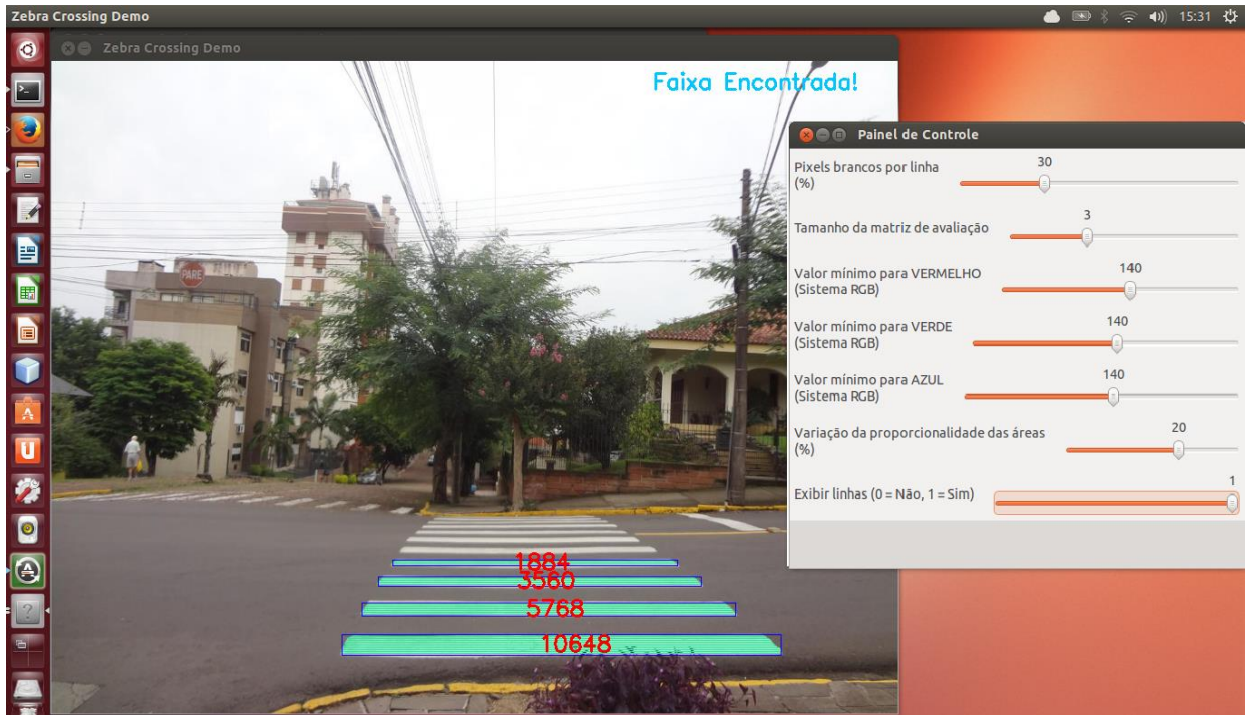 Zebra Crossing Demo
15:31
Zebra Crossing Demo
Faixa Encontrada!
PARE
1884
3560
5768
10648
Painel de Controle
Pixels brancos por linha
(%)
30
Tamanho da matriz de avaliação
3
Valor mínimo para VERMELHO
(Sistema RGB)
140
Valor mínimo para VERDE
(Sistema RGB)
140
Valor mínimo para AZUL
(Sistema RGB)
140
Variação da proporcionalidade das áreas
(%)
20
Exibir linhas (0 = Não, 1 = Sim)
1